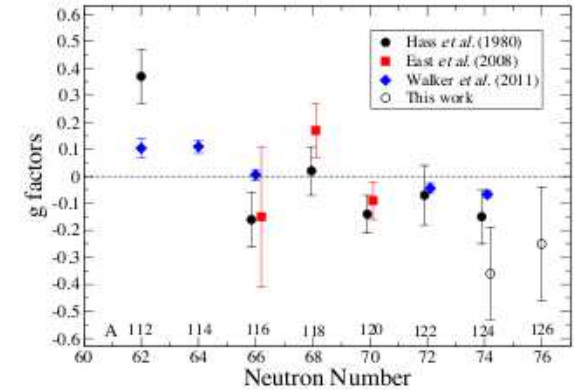 0.6
0.5
0.4
0.3
0.2
0.1
0
-0.1
-0.2
-0.3
-0.4
-0.5
-0.6
g factors
Hass et al. (1980)
East et al. (2008)
Walker et al. (2011)
This work
A 112 114 116 118 120 122 124 126
60 62 64 66 68 70 72 74 76
Neutron Number